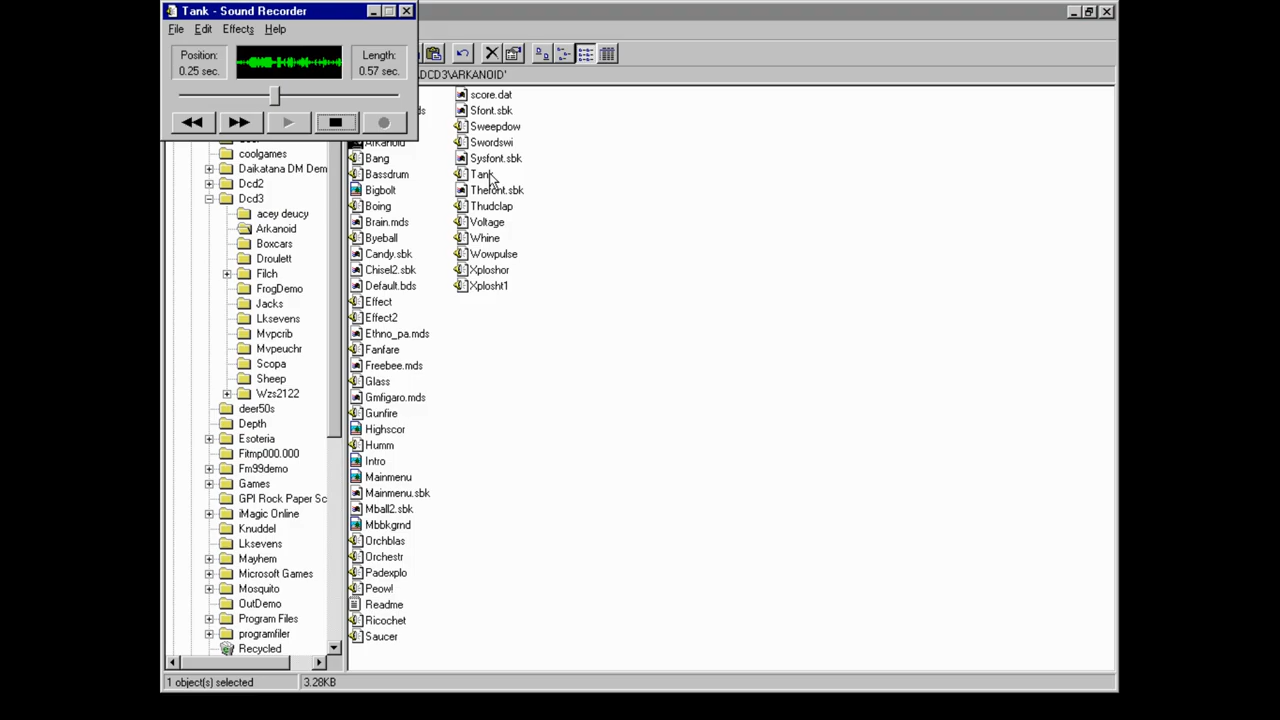 Tank - Sound Recorder
File Edit Effects Help
Position:
0.25 sec.
Length:
0.57 sec.
DCD3\ARKANOID'
coolgames
Daikatana DM Dem
Dcd2
Dcd3
acey deucy
Arkanoid
Boxcars
Droulett
Filch
FrogDemo
Jacks
Lksevens
Mvpcrib
Mvpeuchr
Scopa
Sheep
Wzs2122
deer50s
Depth
Esoteria
Fitmp000.000
Fm99demo
Games
GPI Rock Paper Sc
iMagic Online
Knuddel
Lksevens
Mayhem
Microsoft Games
Mosquito
OutDemo
Program Files
programfiler
Recycled
ds
Arkanoid
Bang
Bassdrum
Bigbolt
Boing
Brain.mds
Byeball
Candy.sbk
Chisel2.sbk
Default.bds
Effect
Effect2
Ethno_pa.mds
Fanfare
Freebee.mds
Glass
Gmfigaro.mds
Gunfire
Highscor
Humm
Intro
Mainmenu
Mainmenu.sbk
Mball2.sbk
Mbbkgrnd
Orchblas
Orchestr
Padexplo
Peow!
Readme
Ricochet
Saucer
score.dat
Sfont.sbk
Sweepdow
Swordswi
Sysfont.sbk
Tank
Thefont.sbk
Thudclap
Voltage
Whine
Wowpulse
Xploshor
Xplosht1
1 object(s) selected
3.28KB